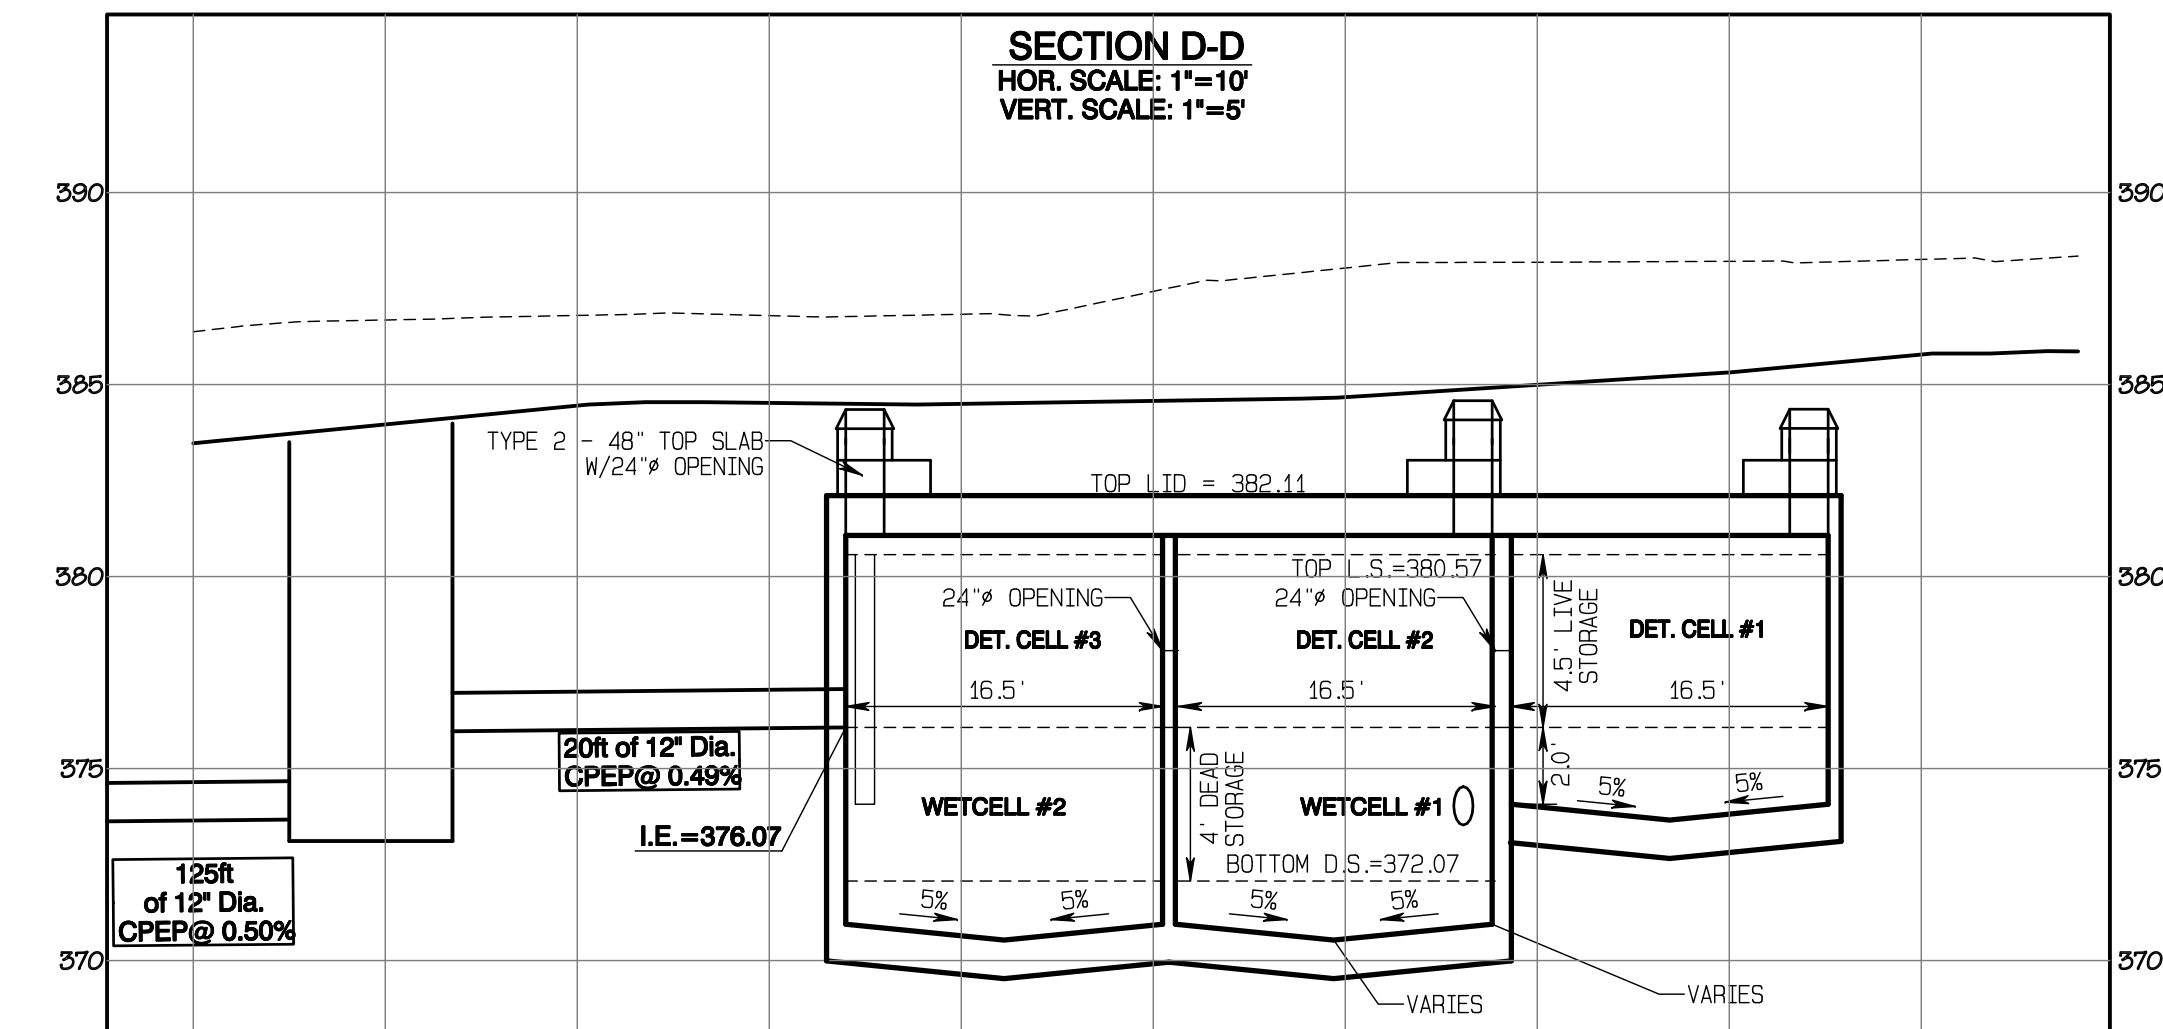 SECTION D-D
HOR. SCALE: 1"=10'
VERT. SCALE: 1"=5'
390
390
385
385
TYPE 2 - 48" TOP SLAB
W/24"ø OPENING
TOP LID = 382.11
380
380
TOP L.S.=380.57
24"ø OPENING
24"ø OPENING
DET. CELL #3
DET. CELL #2
DET. CELL #1
4.5' LIVE
STORAGE
16.5'
16.5'
16.5'
20ft of 12" Dia.
CPEP@ 0.49%
375
375
2.0'
5%
5%
WETCELL #2
WETCELL #1
4' DEAD
STORAGE
I.E.=376.07
BOTTOM D.S.=372.07
125ft
of 12" Dia.
CPEP@ 0.50%
5%
5%
5%
5%
370
370
VARIES
VARIES